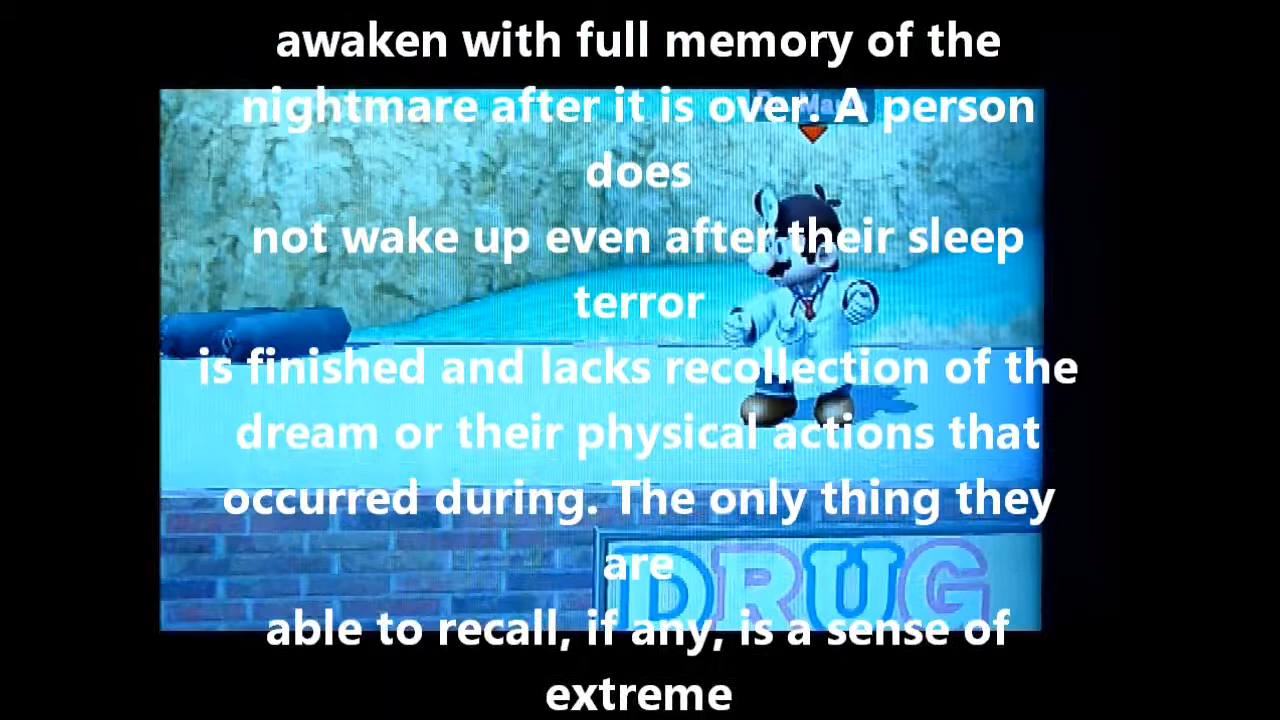 awaken with full memory of the
nightmare after it is over. A person
does
not wake up even after their sleep
terror
is finished and lacks recollection of the
dream or their physical actions that
occurred during. The only thing they
are
able to recall, if any, is a sense of
extreme
DRUG